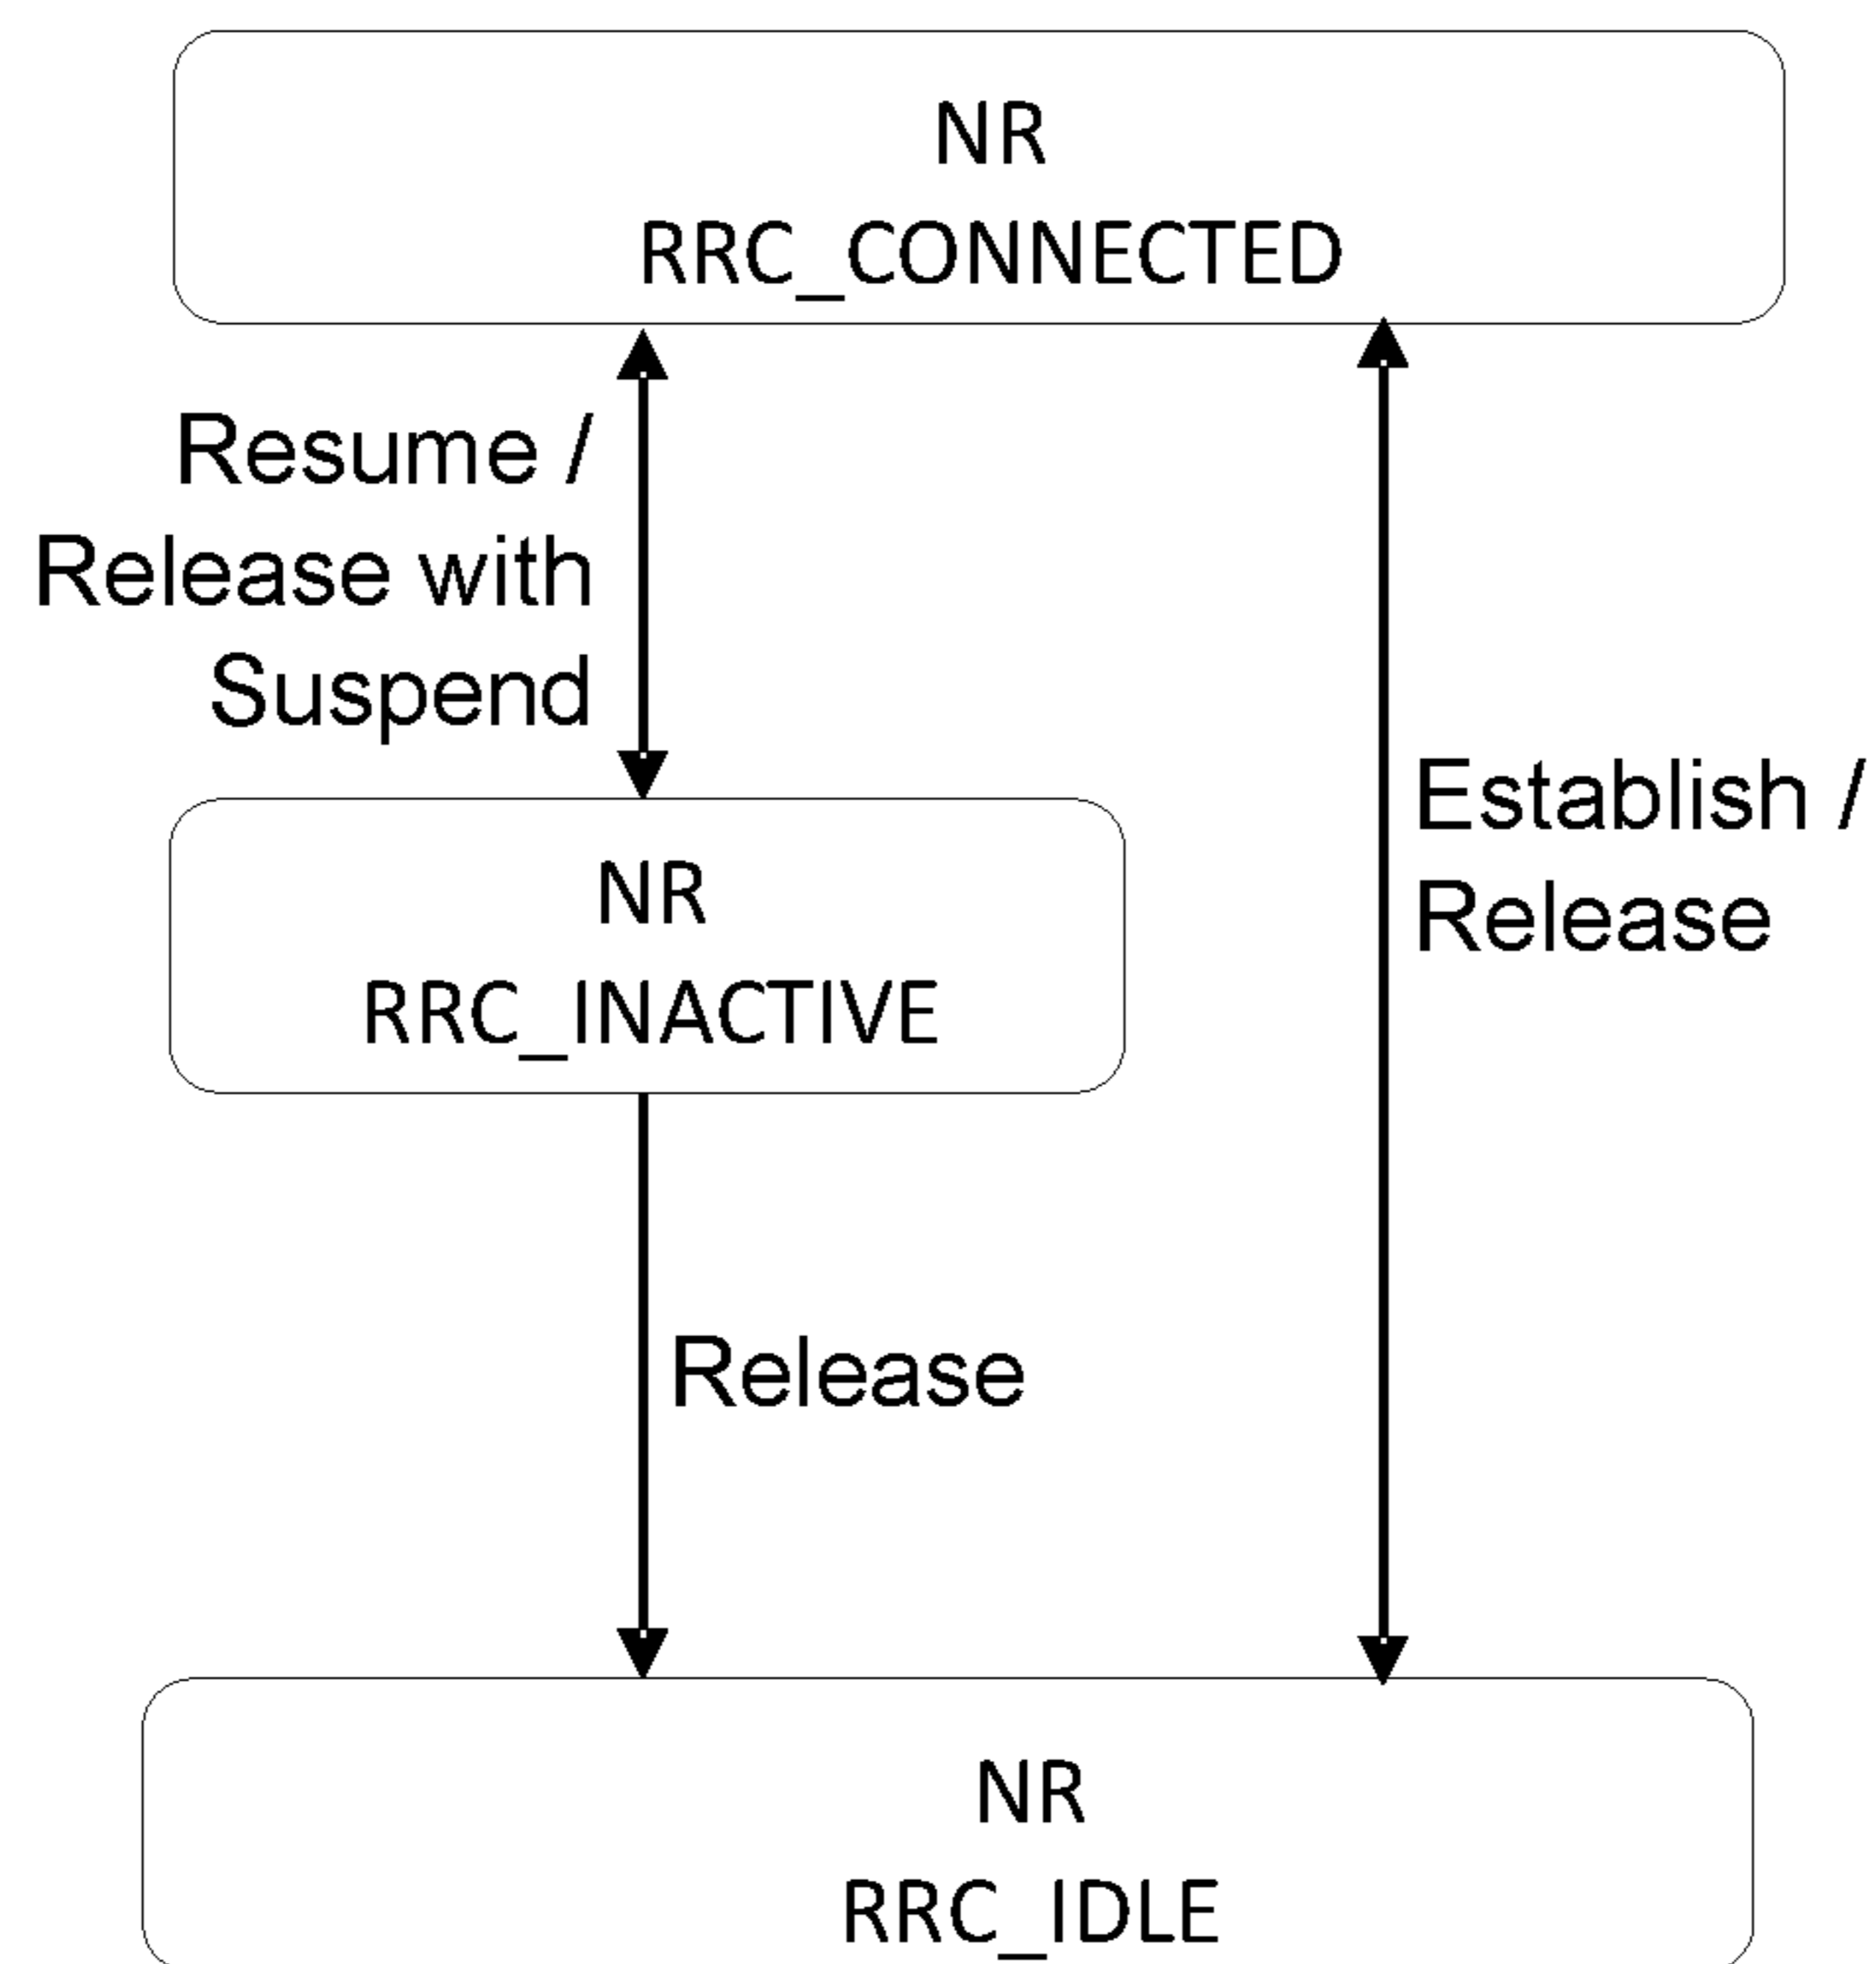 NR
RRC_CONNECTED
Resume /
Release with
Suspend
Establish /
Release
NR
RRC_INACTIVE
Release
NR
RRC_IDLE